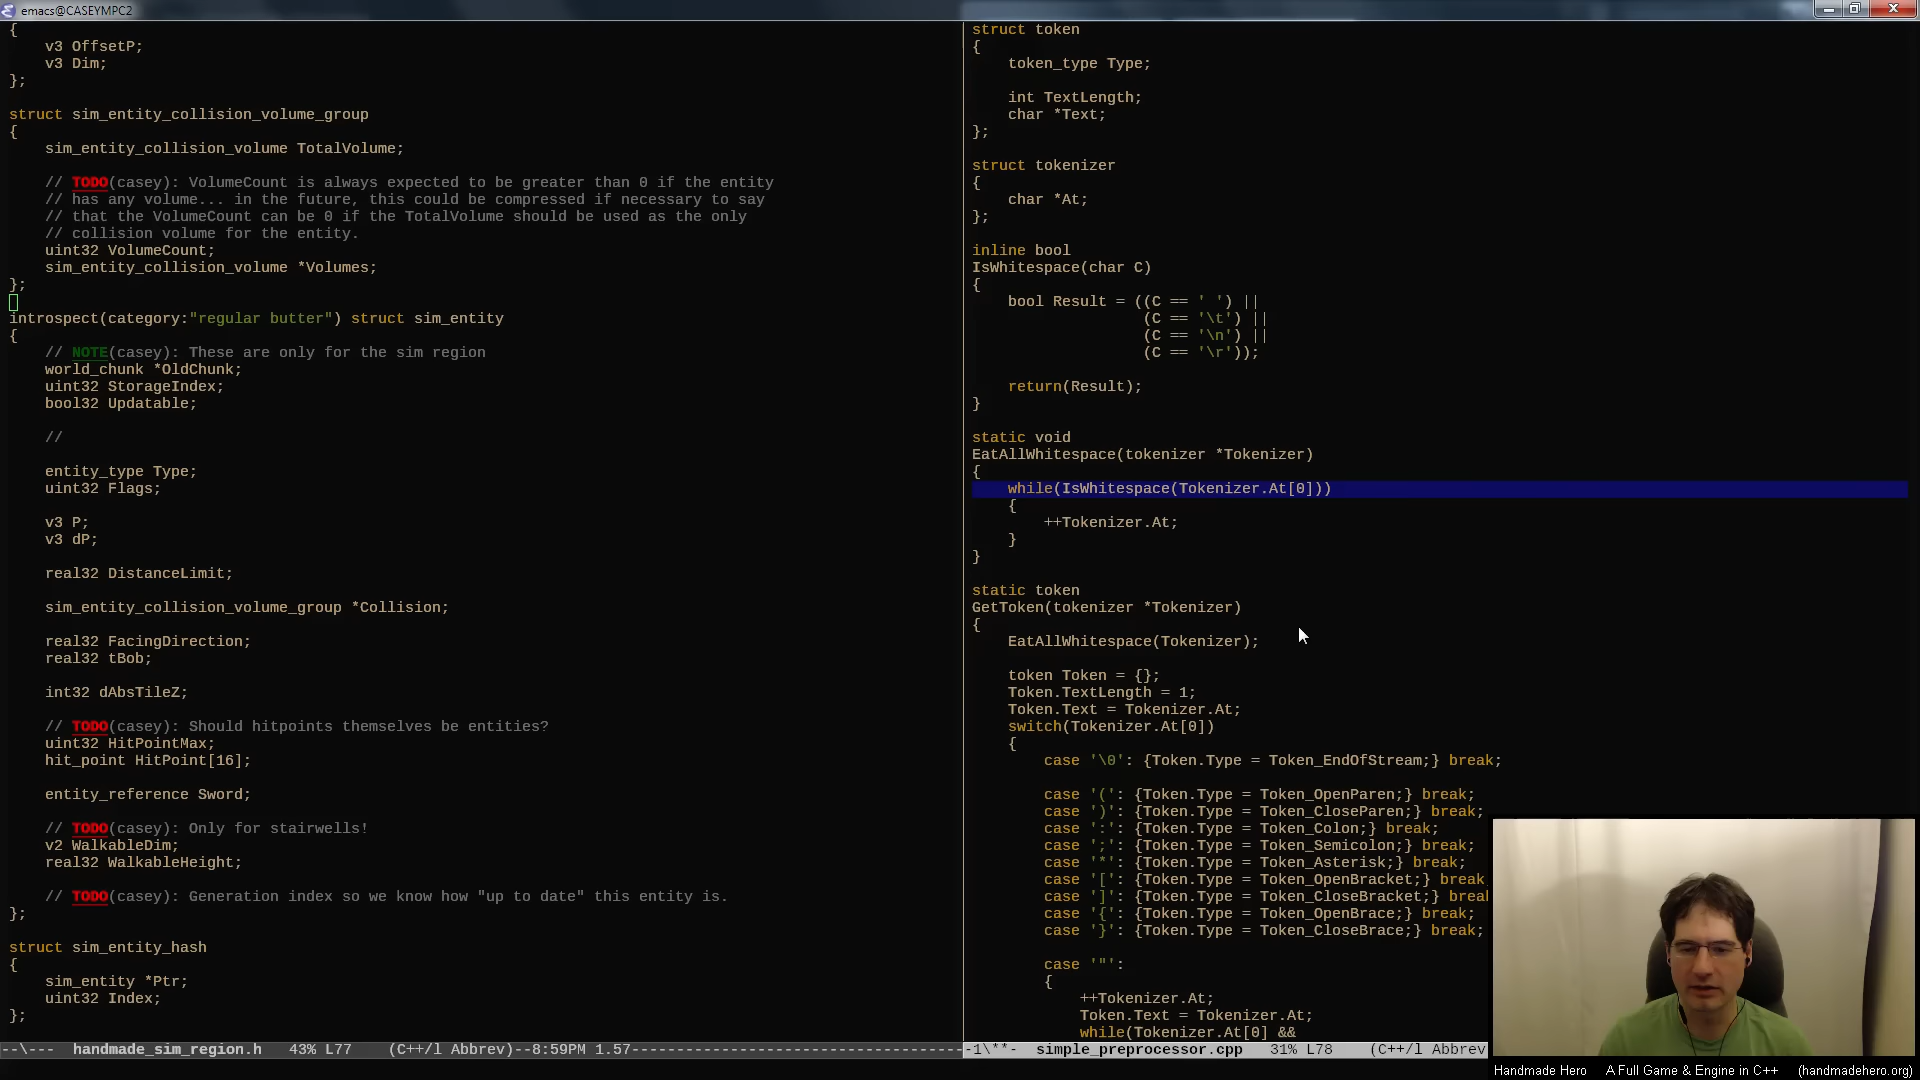 emacs@CASEYMPC2
{
v3 OffsetP;
v3 Dim;
};
struct sim_entity_collision_volume_group
{
sim_entity_collision_volume TotalVolume;
// TODO(casey): VolumeCount is always expected to be greater than 0 if the entity
// has any volume... in the future, this could be compressed if necessary to say
// that the VolumeCount can be 0 if the TotalVolume should be used as the only
// collision volume for the entity.
uint32 VolumeCount;
sim_entity_collision_volume *Volumes;
};
introspect(category:"regular butter") struct sim_entity
{
// NOTE(casey): These are only for the sim region
world_chunk *OldChunk;
uint32 StorageIndex;
bool32 Updatable;
//
entity_type Type;
uint32 Flags;
v3 P;
v3 dP;
real32 DistanceLimit;
sim_entity_collision_volume_group *Collision;
real32 FacingDirection;
real32 tBob;
int32 dAbsTileZ;
// TODO(casey): Should hitpoints themselves be entities?
uint32 HitPointMax;
hit_point HitPoint[16];
entity_reference Sword;
// TODO(casey): Only for stairwells!
v2 WalkableDim;
real32 WalkableHeight;
// TODO(casey): Generation index so we know how "up to date" this entity is.
};
struct sim_entity_hash
{
sim_entity *Ptr;
uint32 Index;
};
--\--- handmade_sim_region.h 43% L77 (C++/l Abbrev)--8:59PM 1.57
struct token
{
token_type Type;
int TextLength;
char *Text;
};
struct tokenizer
{
char *At;
};
inline bool
IsWhitespace(char C)
{
bool Result = ((C == ' ') ||
(C == '\t') ||
(C == '\n') ||
(C == '\r'));
return(Result);
}
static void
EatAllWhitespace(tokenizer *Tokenizer)
{
while(IsWhitespace(Tokenizer.At[0]))
{
++Tokenizer.At;
}
}
static token
GetToken(tokenizer *Tokenizer)
{
EatAllWhitespace(Tokenizer);
token Token = {};
Token.TextLength = 1;
Token.Text = Tokenizer.At;
switch(Tokenizer.At[0])
{
case '\0': {Token.Type = Token_EndOfStream;} break;
case '(': {Token.Type = Token_OpenParen;} break;
case ')': {Token.Type = Token_CloseParen;} break;
case ':': {Token.Type = Token_Colon;} break;
case ';': {Token.Type = Token_Semicolon;} break;
case '*': {Token.Type = Token_Asterisk;} break;
case '[': {Token.Type = Token_OpenBracket;} break
case ']': {Token.Type = Token_CloseBracket;} brea
case '{': {Token.Type = Token_OpenBrace;} break;
case '}': {Token.Type = Token_CloseBrace;} break;
case '"':
{
++Tokenizer.At;
Token.Text = Tokenizer.At;
while(Tokenizer.At[0] &&
-1\**- simple_preprocessor.cpp 31% L78 (C++/l Abbrev
Handmade Hero A Full Game & Engine in C++ (handmadehero.org)